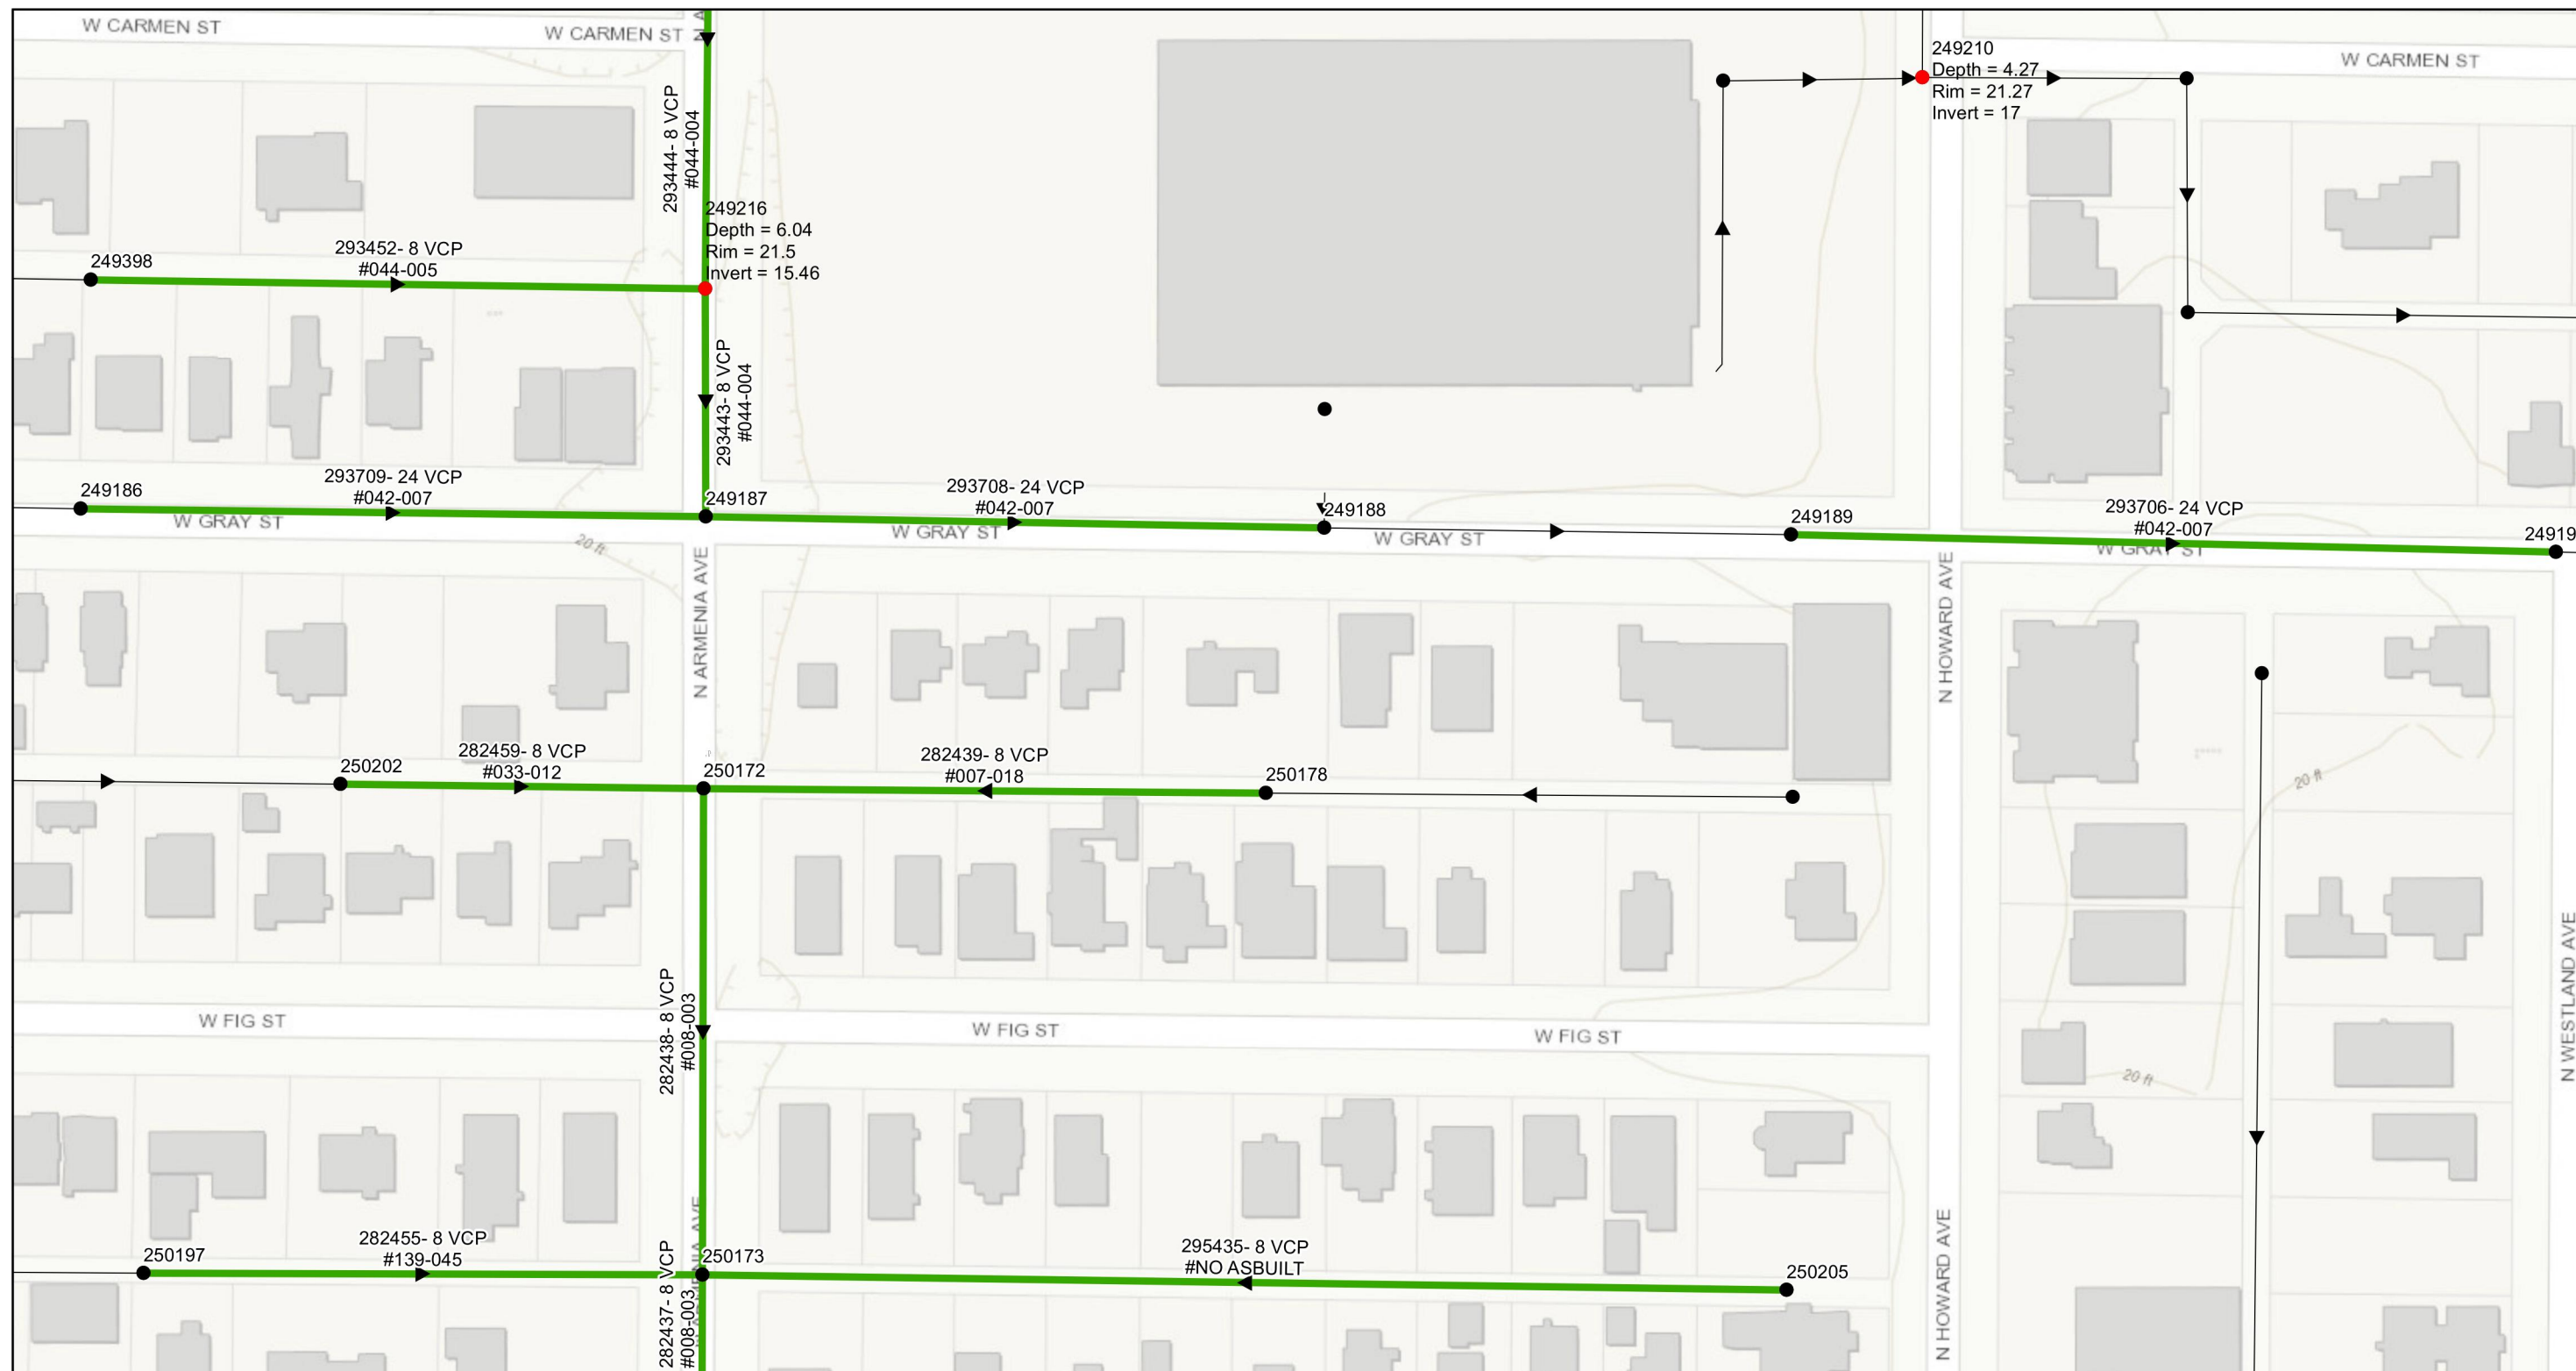 W CARMEN ST
W CARMEN ST
N A
249210
Depth = 4.27
Rim = 21.27
Invert = 17
W CARMEN ST
293444- 8 VCP
#044-004
249216
Depth = 6.04
Rim = 21.5
Invert = 15.46
249398
293452- 8 VCP
#044-005
293443- 8 VCP
#044-004
249186
293709- 24 VCP
#042-007
W GRAY ST
249187
293708- 24 VCP
#042-007
W GRAY ST
249188
W GRAY ST
249189
293706- 24 VCP
#042-007
W GRAY ST
24919
20 ft
N ARMENIA AVE
N HOWARD AVE
250202
282459- 8 VCP
#033-012
250172
282439- 8 VCP
#007-018
250178
20 ft
W FIG ST
282438- 8 VCP
#008-003
W FIG ST
W FIG ST
20 ft
N WESTLAND AVE
250197
282455- 8 VCP
#139-045
250173
295435- 8 VCP
#NO ASBUILT
250205
282437- 8 VCP
#008-003
N HOWARD AVE